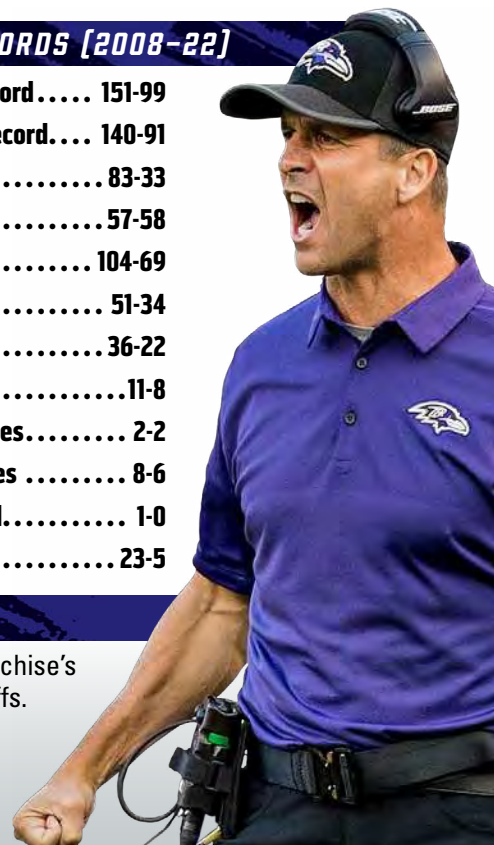 ORDS (2008–22)
ord..... 151-99
ecord.... 140-91
.......... 83-33
.......... 57-58
.......... 104-69
.......... 51-34
.......... 36-22
.............11-8
es......... 2-2
es ......... 8-6
........... 1-0
........... 23-5
chise's
fs.
BOSE